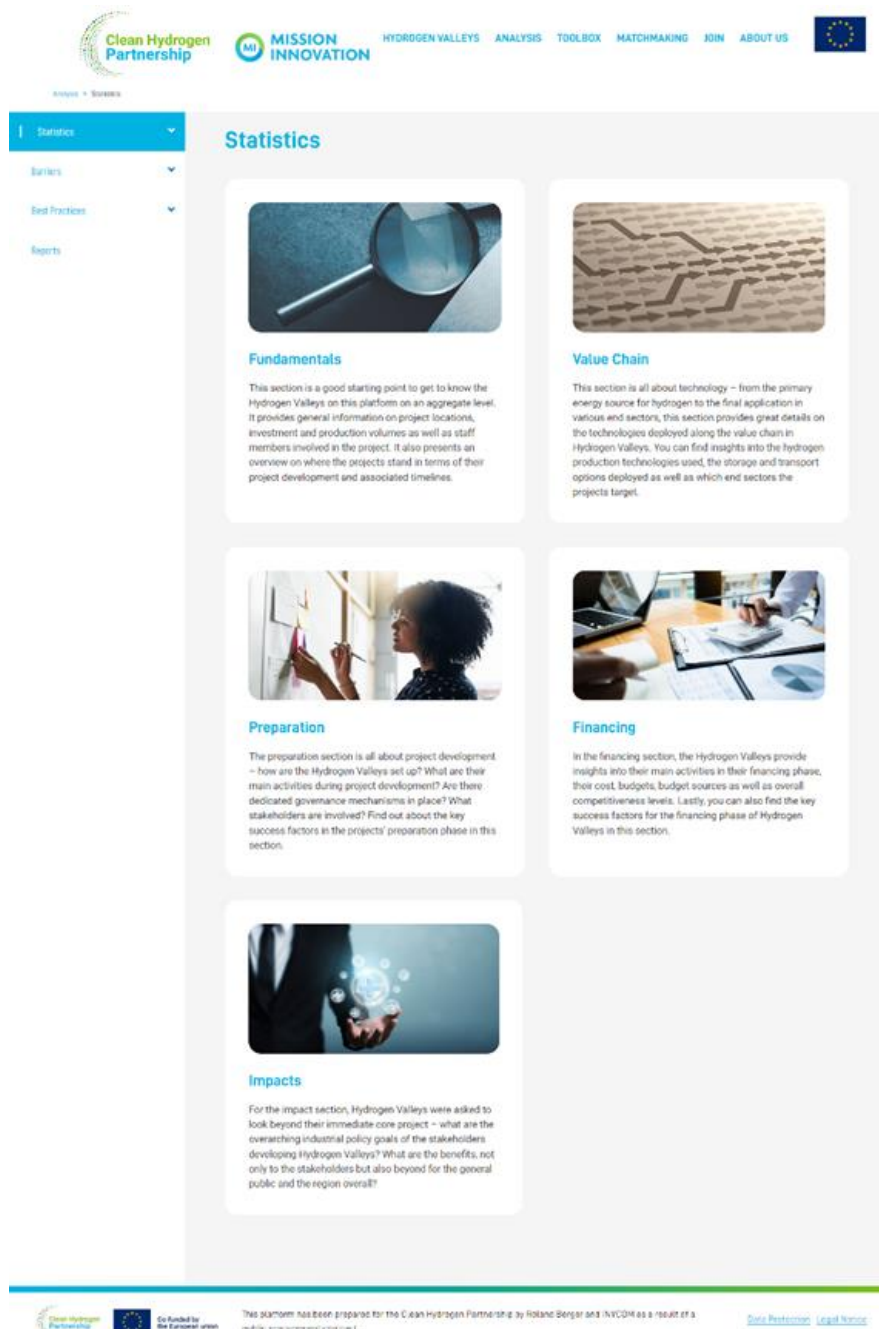 Clean Hydrogen
Partnership
MI
MISSION
INNOVATION
HYDROGEN VALLEYS ANALYSIS TOOLBOX MATCHMAKING JOIN ABOUT US
Analysis > Statistics
Statistics
Barriers
Best Practices
Reports
Statistics
Fundamentals
This section is a good starting point to get to know the
Hydrogen Valleys on this platform on an aggregate level.
It provides general information on project locations,
investment and production volumes as well as staff
members involved in the project. It also presents an
overview on where the projects stand in terms of their
project development and associated timelines.
Value Chain
This section is all about technology – from the primary
energy source for hydrogen to the final application in
various end sectors, this section provides great details on
the technologies deployed along the value chain in
Hydrogen Valleys. You can find insights into the hydrogen
production technologies used, the storage and transport
options deployed as well as which end sectors the
projects target.
Preparation
The preparation section is all about project development
– how are the Hydrogen Valleys set up? What are their
main activities during project development? Are there
dedicated governance mechanisms in place? What
stakeholders are involved? Find out about the key
success factors in the projects' preparation phase in this
section.
Financing
In the financing section, the Hydrogen Valleys provide
insights into their main activities in their financing phase,
their cost, budgets, budget sources as well as overall
competitiveness levels. Lastly, you can also find the key
success factors for the financing phase of Hydrogen
Valleys in this section.
Impacts
For the impact section, Hydrogen Valleys were asked to
look beyond their immediate core project – what are the
overarching industrial policy goals of the stakeholders
developing Hydrogen Valleys? What are the benefits, not
only to the stakeholders but also beyond for the general
public and the region overall?
Clean Hydrogen
Partnership
Co-funded by
the European union
This platform has been prepared for the Clean Hydrogen Partnership by Roland Berger and INYCOM as a result of a
Data Protection Legal Notice